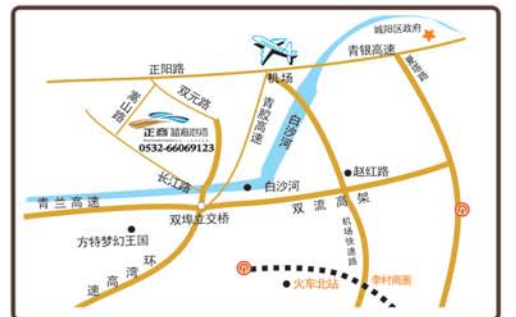 城阳区政府
青银高速
正阳路
机场
双元路
嵩山路
青胶高速
白沙河
正商
0532-66069123
长江路
白沙河
赵红路
青兰高速
双埠立交桥
双流高架
方特梦幻王国
机场快速路
环湾高速
火车北站
李村商圈